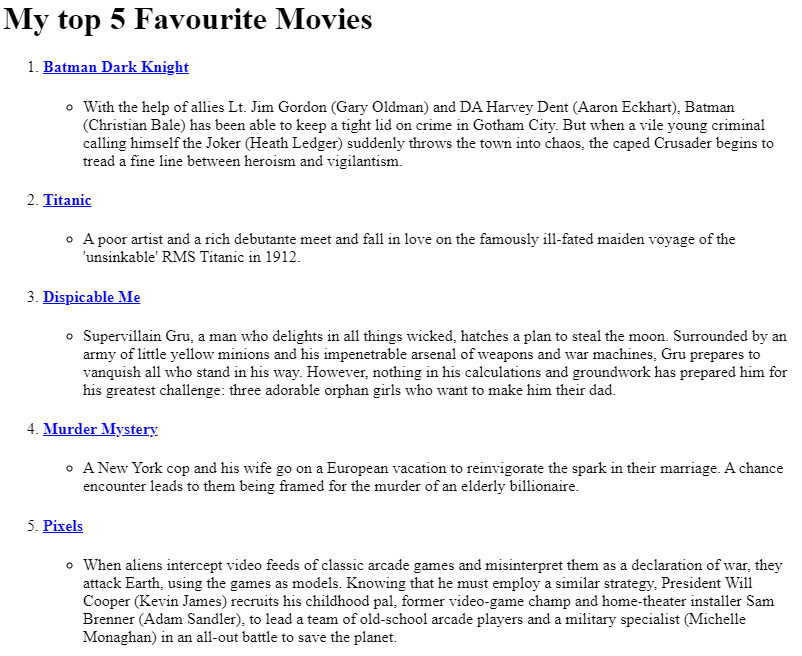 My top 5 Favourite Movies
1. Batman Dark Knight
With the help of allies Lt. Jim Gordon (Gary Oldman) and DA Harvey Dent (Aaron Eckhart), Batman
(Christian Bale) has been able to keep a tight lid on crime in Gotham City. But when a vile young criminal
calling himself the Joker (Heath Ledger) suddenly throws the town into chaos, the caped Crusader begins to
tread a fine line between heroism and vigilantism.
2. Titanic
A poor artist and a rich debutante meet and fall in love on the famously ill-fated maiden voyage of the
'unsinkable' RMS Titanic in 1912.
3. Dispicable Me
Supervillain Gru, a man who delights in all things wicked, hatches a plan to steal the moon. Surrounded by an
army of little yellow minions and his impenetrable arsenal of weapons and war machines, Gru prepares to
vanquish all who stand in his way. However, nothing in his calculations and groundwork has prepared him for
his greatest challenge: three adorable orphan girls who want to make him their dad.
4. Murder Mystery
A New York cop and his wife go on a European vacation to reinvigorate the spark in their marriage. A chance
encounter leads to them being framed for the murder of an elderly billionaire.
5. Pixels
When aliens intercept video feeds of classic arcade games and misinterpret them as a declaration of war, they
attack Earth, using the games as models. Knowing that he must employ a similar strategy, President Will
Cooper (Kevin James) recruits his childhood pal, former video-game champ and home-theater installer Sam
Brenner (Adam Sandler), to lead a team of old-school arcade players and a military specialist (Michelle
Monaghan) in an all-out battle to save the planet.